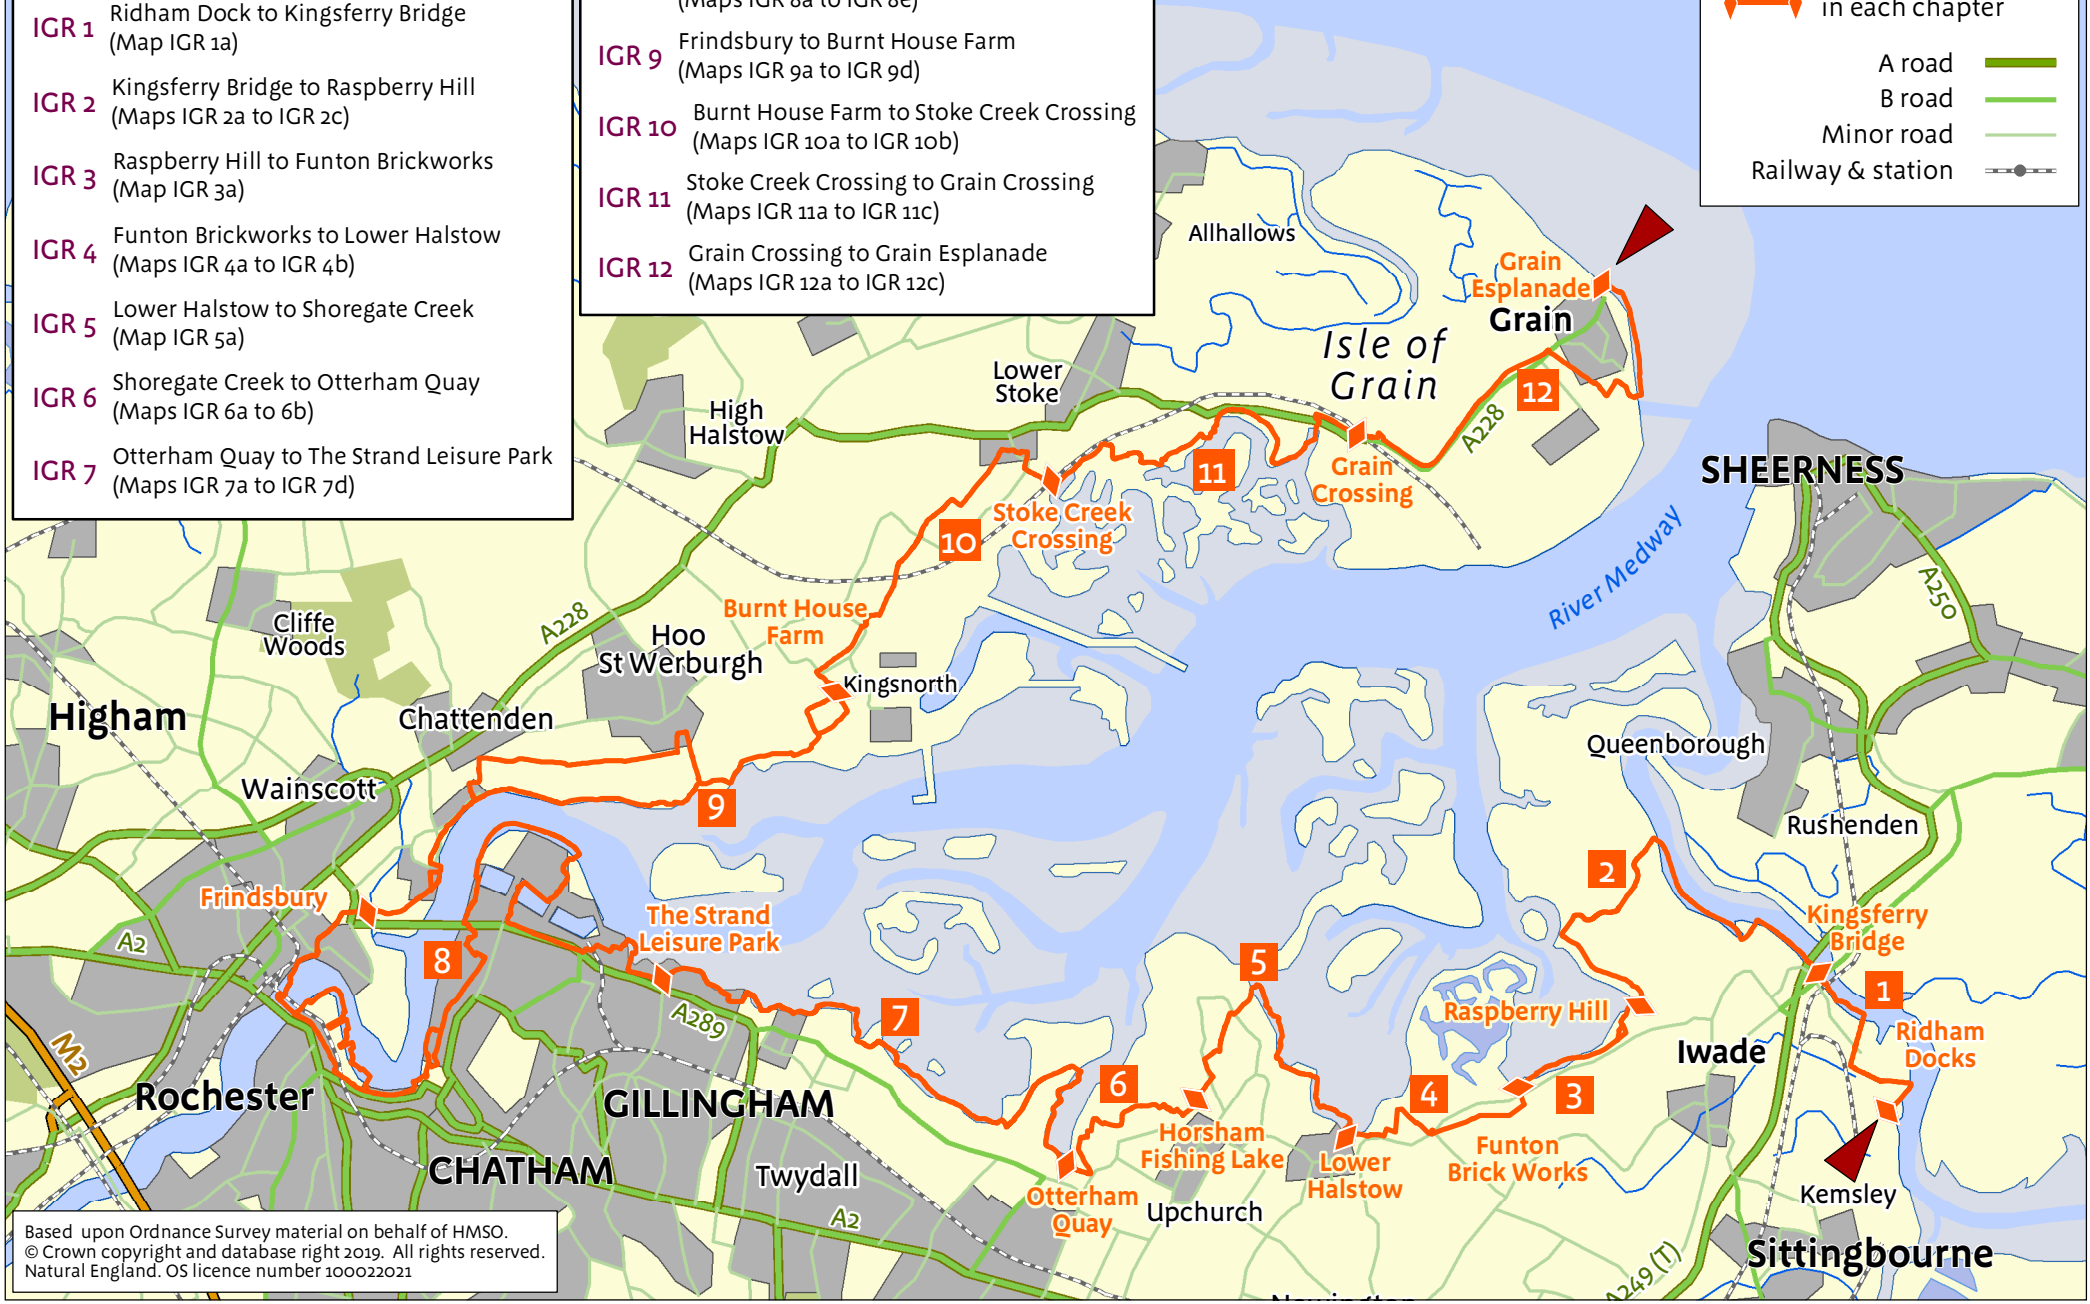 IGR 1
Ridham Dock to Kingsferry Bridge
(Map IGR 1a)
IGR 2
Kingsferry Bridge to Raspberry Hill
(Maps IGR 2a to IGR 2c)
IGR 3
Raspberry Hill to Funton Brickworks
(Map IGR 3a)
IGR 4
Funton Brickworks to Lower Halstow
(Maps IGR 4a to IGR 4b)
IGR 5
Lower Halstow to Shoregate Creek
(Map IGR 5a)
IGR 6
Shoregate Creek to Otterham Quay
(Maps IGR 6a to 6b)
IGR 7
Otterham Quay to The Strand Leisure Park
(Maps IGR 7a to IGR 7d)
(Maps IGR 8a to IGR 8e)
IGR 9
Frindsbury to Burnt House Farm
(Maps IGR 9a to IGR 9d)
IGR 10
Burnt House Farm to Stoke Creek Crossing
(Maps IGR 10a to IGR 10b)
IGR 11
Stoke Creek Crossing to Grain Crossing
(Maps IGR 11a to IGR 11c)
IGR 12
Grain Crossing to Grain Esplanade
(Maps IGR 12a to IGR 12c)
in each chapter
A road
B road
Minor road
Railway & station
Allhallows
Grain
Esplanade
Grain
Isle of
Grain
12
A228
Lower
Stoke
High
Halstow
11
Grain
Crossing
SHEERNESS
Stoke Creek
Crossing
10
River Medway
A250
Cliffe
Woods
A228
Burnt House
Farm
Hoo
St Werburgh
Kingsnorth
Higham
Chattenden
Queenborough
Wainscott
9
Rushenden
2
Frindsbury
The Strand
Leisure Park
Kingsferry
Bridge
A2
8
5
1
Raspberry Hill
7
A289
Ridham
Docks
M2
Iwade
Rochester
GILLINGHAM
6
4
3
Horsham
Fishing Lake
Funton
Brick Works
Lower
Halstow
CHATHAM
Twydall
Otterham
Quay
Upchurch
Kemsley
A2
Sittingbourne
A249 (T)
Newington
Based upon Ordnance Survey material on behalf of HMSO.
© Crown copyright and database right 2019. All rights reserved.
Natural England. OS licence number 100022021